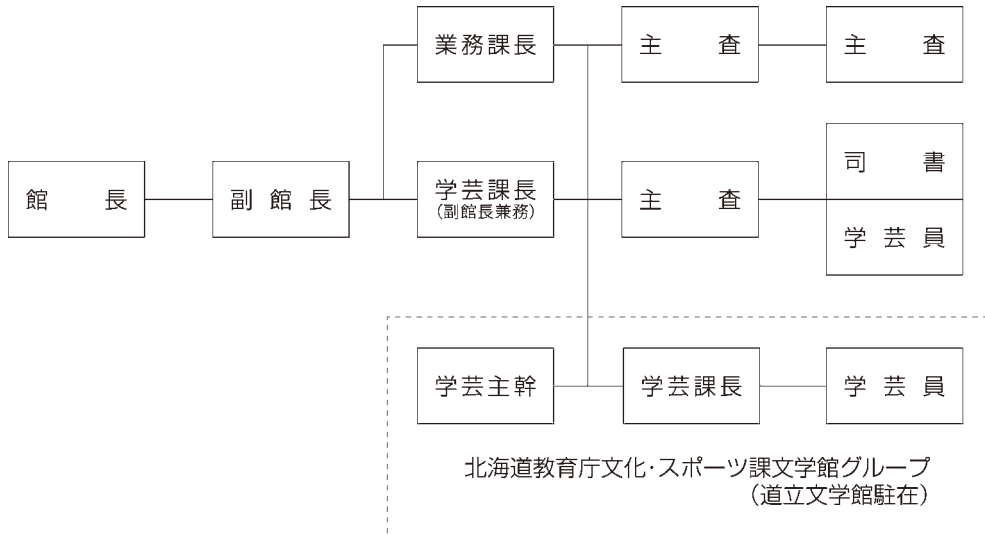 業務課長
主査
主査
館長
副館長
学芸課長
(副館長兼務)
主査
司書
学芸員
学芸主幹
学芸課長
学芸員
北海道教育庁文化・スポーツ課文学館グループ
(道立文学館駐在)